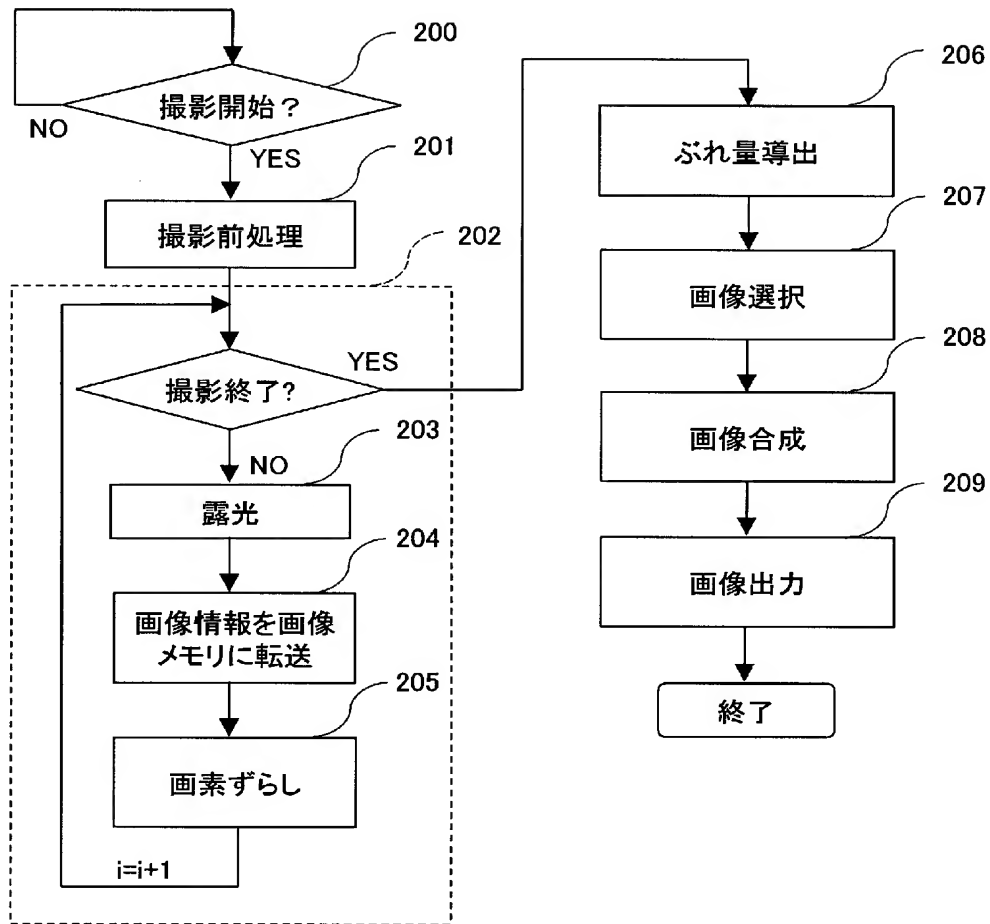 200
撮影開始?
NO
YES
201
撮影前処理
202
撮影終了?
YES
NO
203
露光
204
画像情報を画像
メモリに転送
205
画素ずらし
i=i+1
206
ぶれ量導出
207
画像選択
208
画像合成
209
画像出力
終了